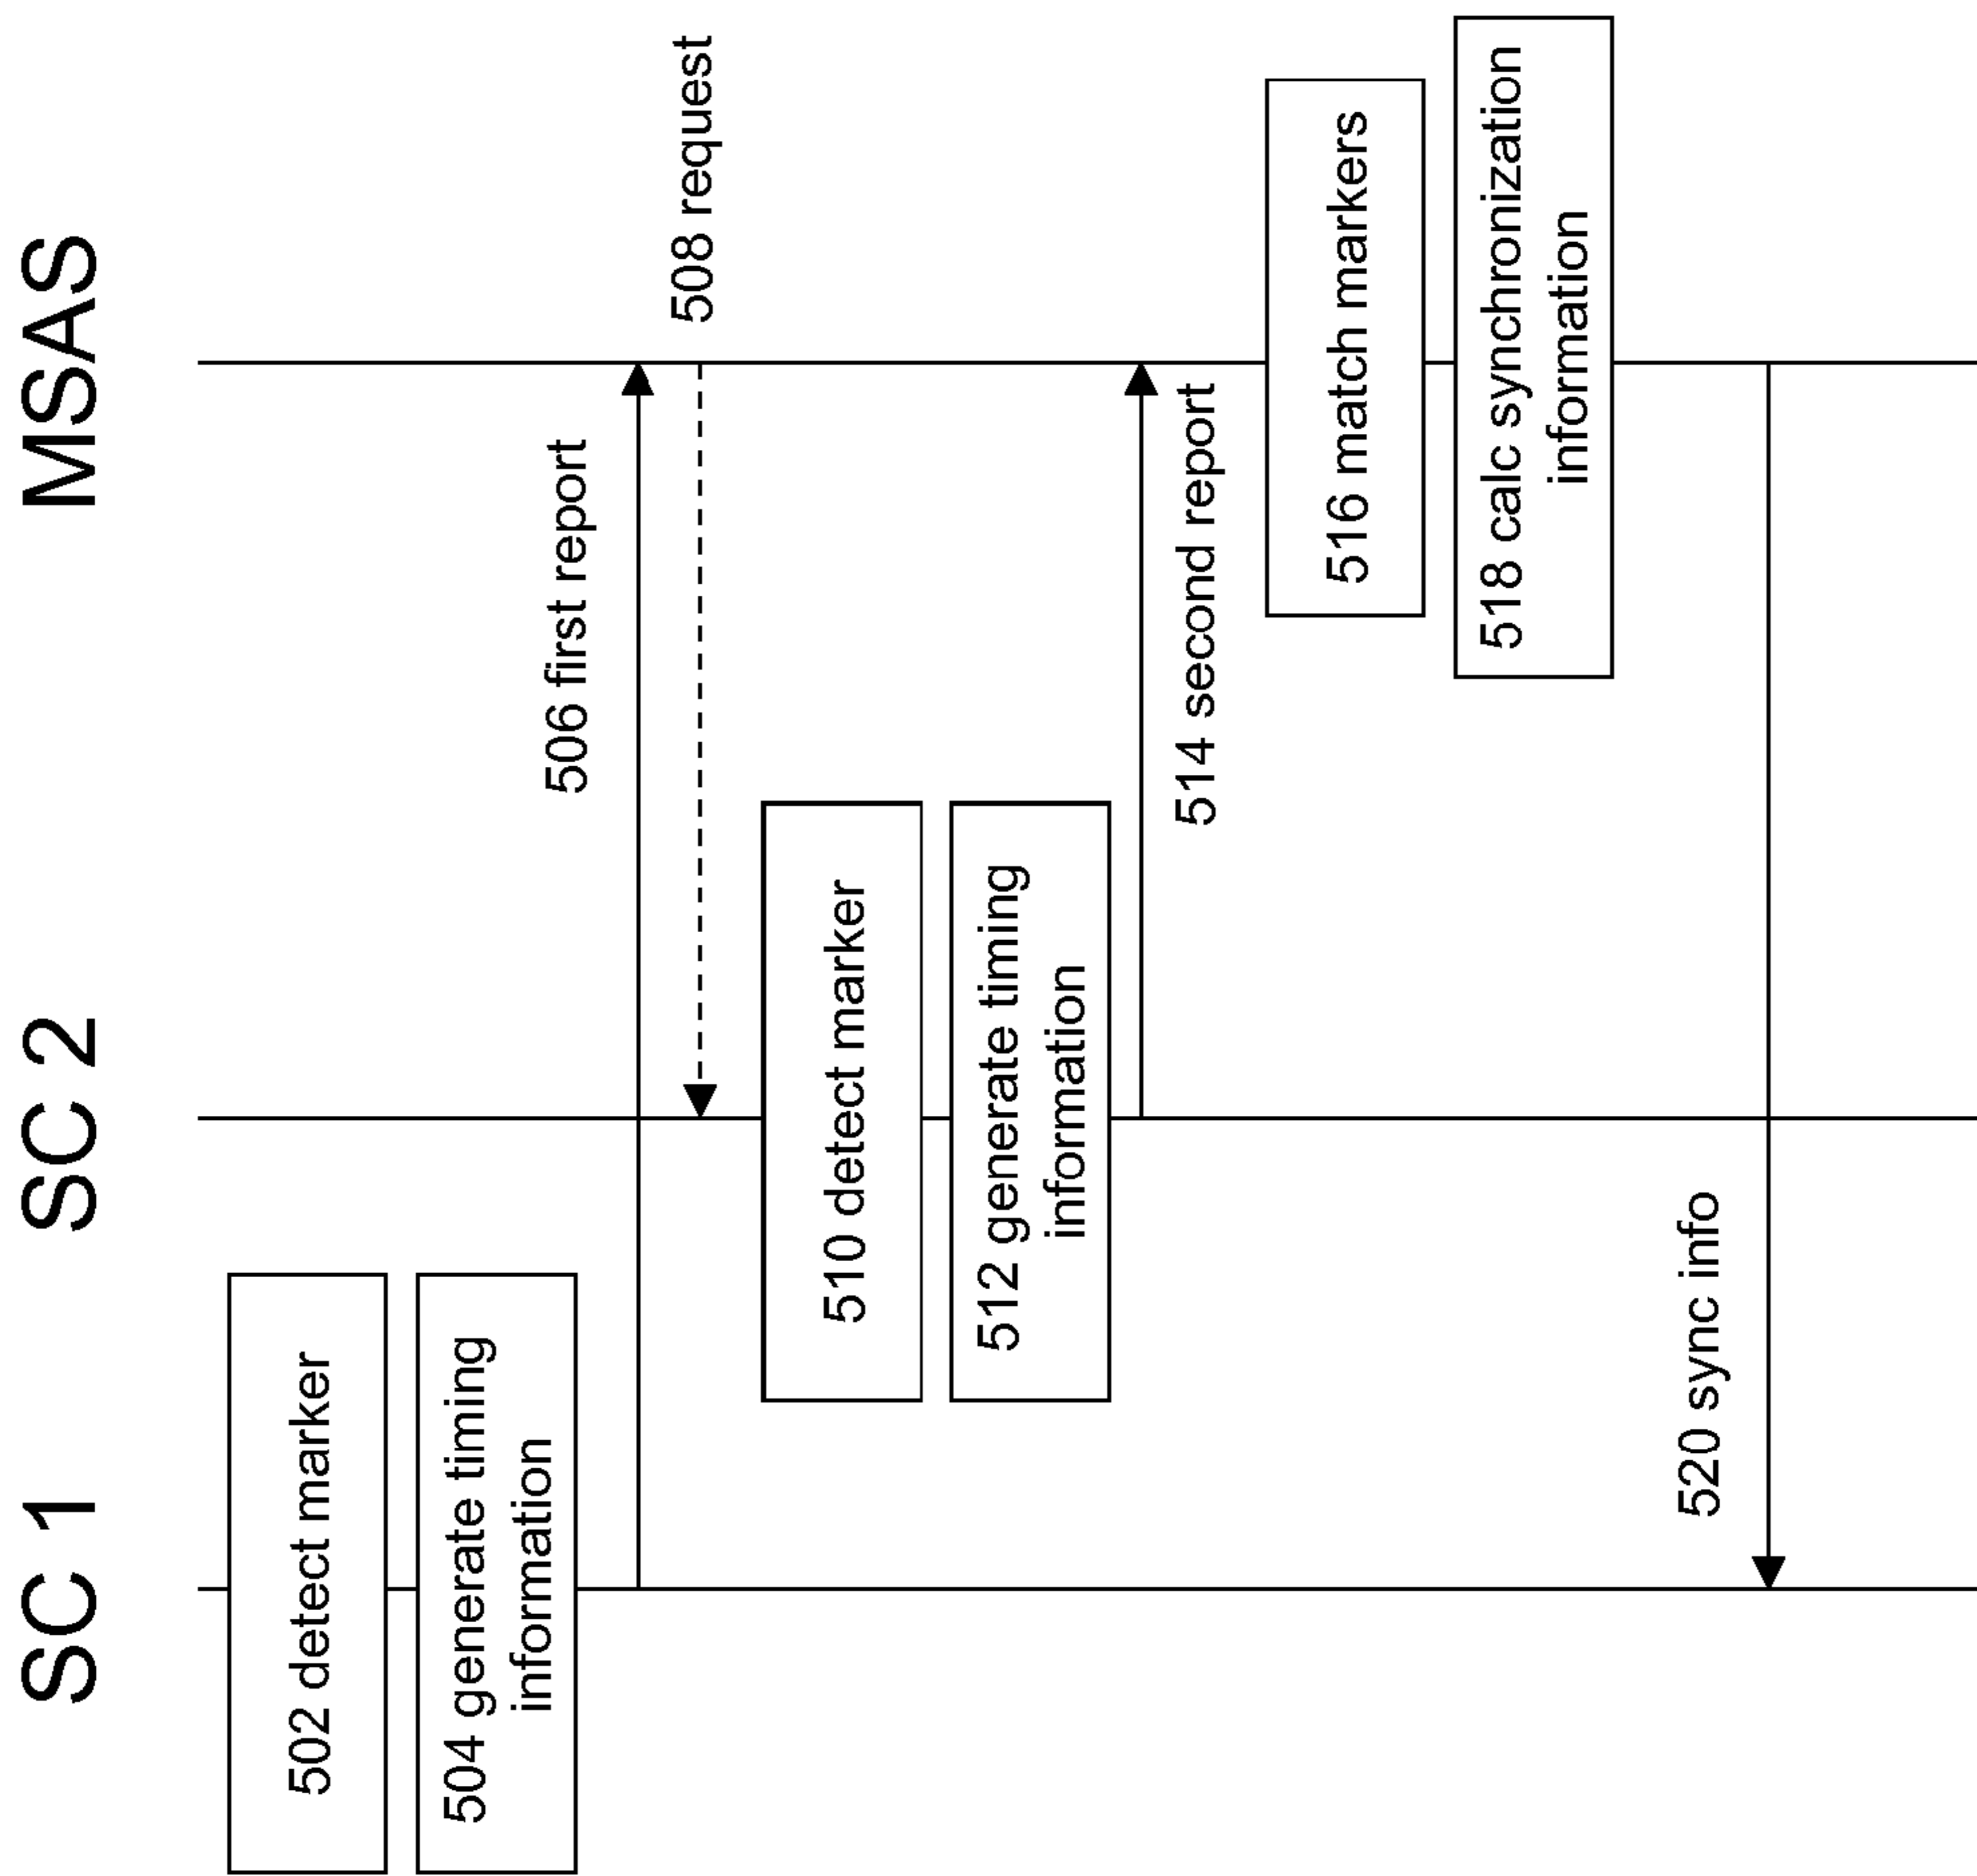 SC 1
SC 2
MSAS
502 detect marker
504 generate timing
information
506 first report
508 request
510 detect marker
512 generate timing
information
514 second report
516 match markers
518 calc synchronization
information
520 sync info